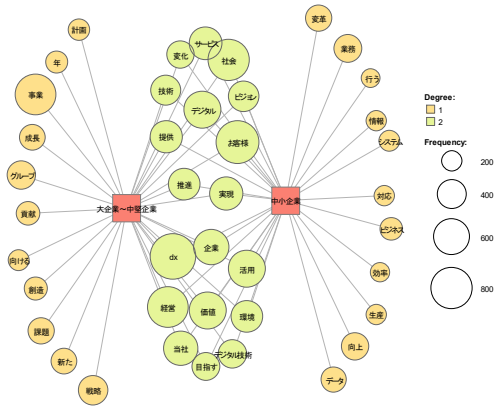 計画
年
事業
成長
グループ
貢献
向ける
創造
課題
新た
戦略
大企業～中堅企業
サービス
変化
社会
技術
ビジョン
デジタル
提供
お客様
推進
実現
企業
dx
活用
経営
価値
環境
当社
デジタル技術
目指す
中小企業
変革
業務
行う
情報
システム
対応
ビジネス
効率
生産
向上
データ
Degree:
1
2
Frequency:
200
400
600
800